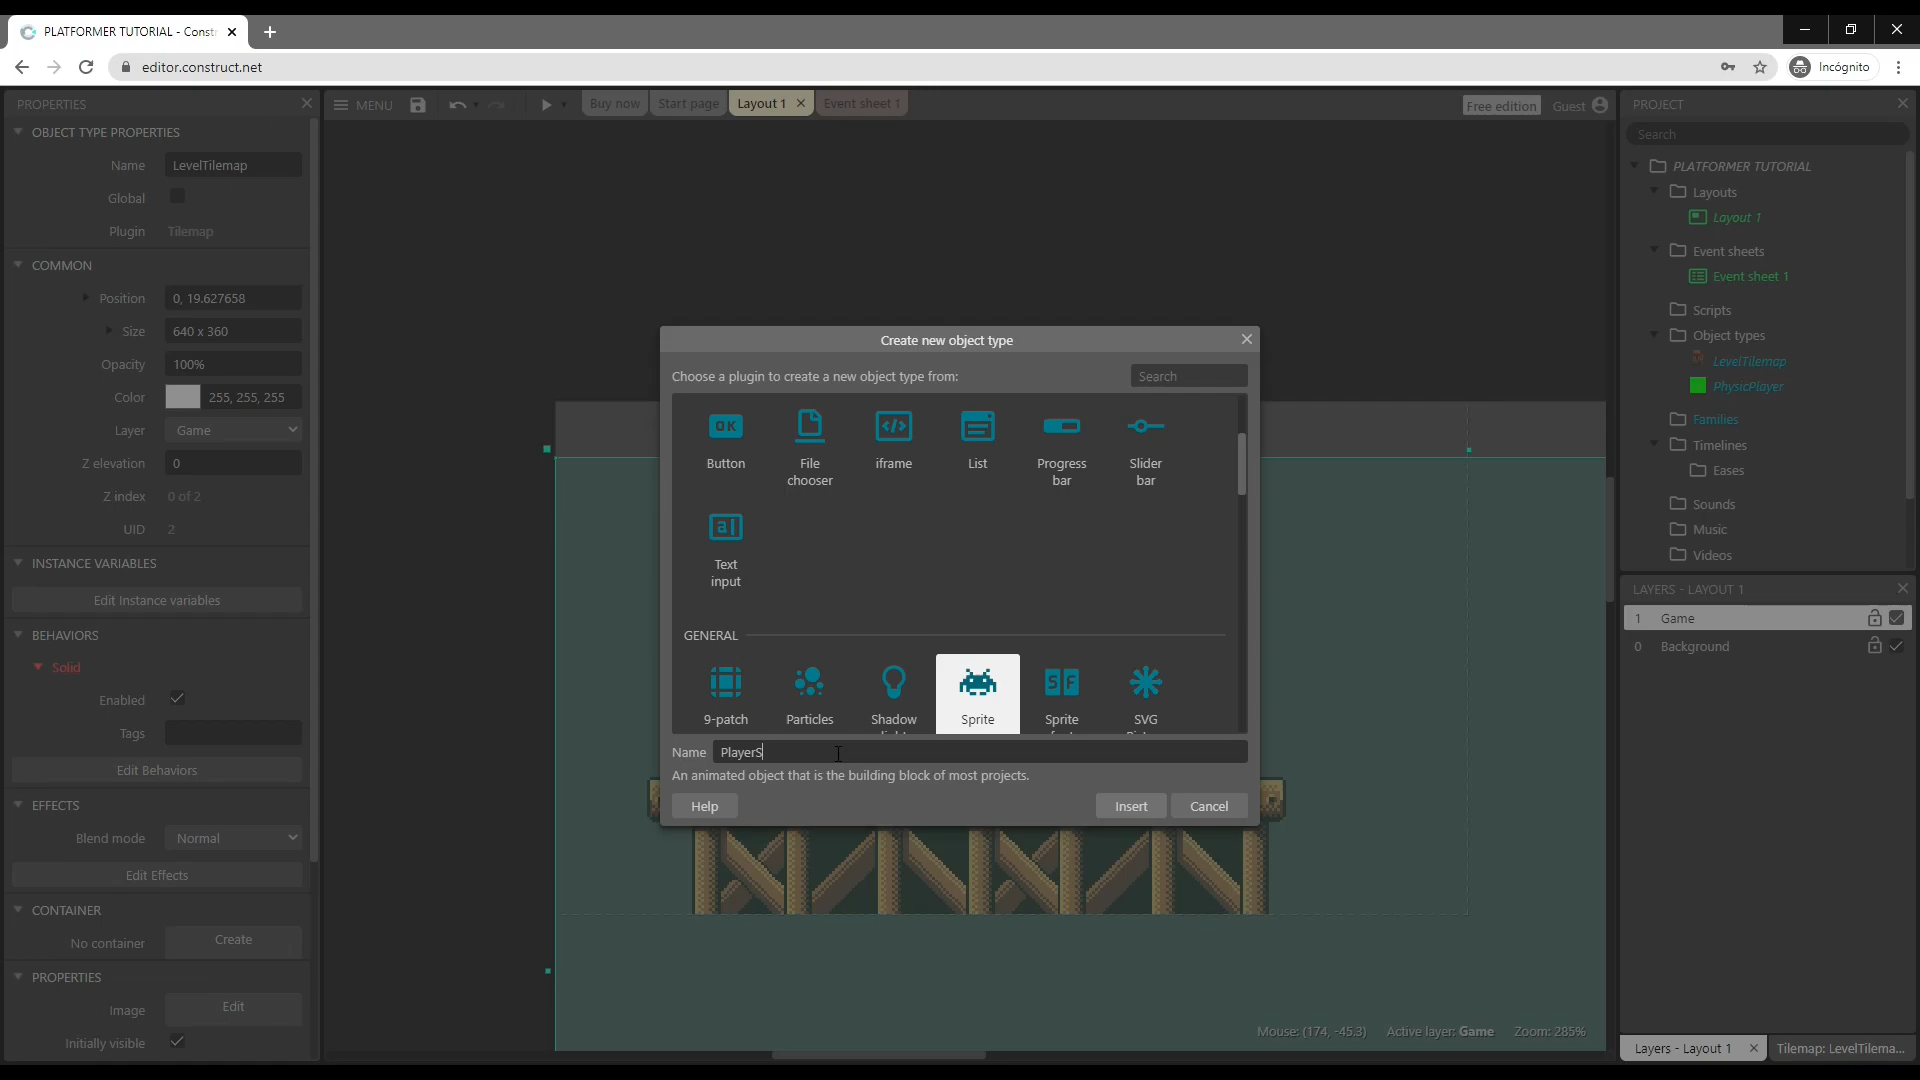 PLATFORMER TUTORIAL - Const
editor.construct.net
Incógnito
PROPERTIES
MENU
Buy now
Start page
Layout 1
Event sheet 1
Free edition
Guest
PROJECT
OBJECT TYPE PROPERTIES
Name LevelTilemap
Global
Plugin Tilemap
COMMON
Position 0, 19.627658
Size 640 x 360
Opacity 100%
Color 255, 255, 255
Layer Game
Z elevation 0
Z index 0 of 2
UID 2
INSTANCE VARIABLES
Edit Instance variables
BEHAVIORS
Solid
Enabled
Tags
Edit Behaviors
EFFECTS
Blend mode Normal
Edit Effects
CONTAINER
No container Create
PROPERTIES
Image Edit
Initially visible
Create new object type
Choose a plugin to create a new object type from:
Search
OK
Button
File
chooser
iframe
List
Progress
bar
Slider
bar
a
Text
input
GENERAL
9-patch
Particles
Shadow
Sprite
SF
Sprite
SVG
Name PlayerS
An animated object that is the building block of most projects.
Help
Insert
Cancel
Mouse: (174, -45.3) Active layer: Game Zoom: 285%
Search
PLATFORMER TUTORIAL
Layouts
Layout 1
Event sheets
Event sheet 1
Scripts
Object types
LevelTilemap
PhysicPlayer
Families
Timelines
Eases
Sounds
Music
Videos
LAYERS - LAYOUT 1
1 Game
0 Background
Layers - Layout 1
Tilemap: LevelTilema...